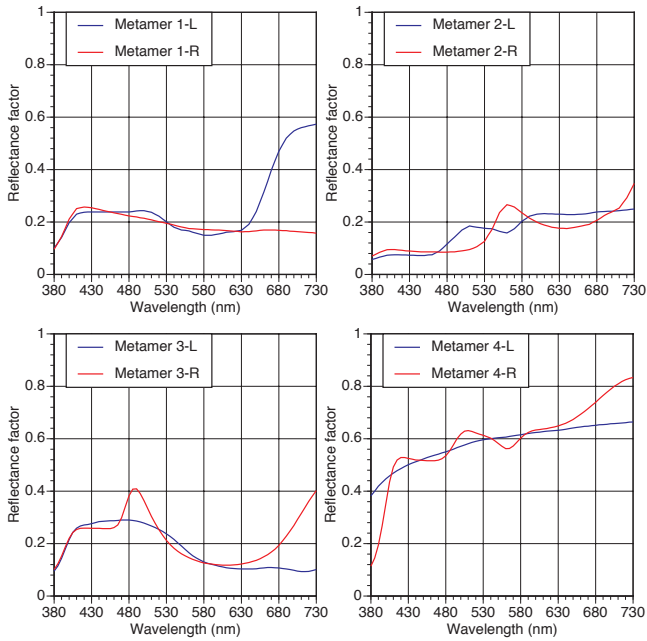 Metamer 1-L
Metamer 1-R
1
0.8
0.6
0.4
0.2
0
Reflectance factor
380 430 480 530 580 630 680 730
Wavelength (nm)
Metamer 2-L
Metamer 2-R
1
0.8
0.6
0.4
0.2
0
Reflectance factor
380 430 480 530 580 630 680 730
Wavelength (nm)
Metamer 3-L
Metamer 3-R
1
0.8
0.6
0.4
0.2
0
Reflectance factor
380 430 480 530 580 630 680 730
Wavelength (nm)
Metamer 4-L
Metamer 4-R
1
0.8
0.6
0.4
0.2
0
Reflectance factor
380 430 480 530 580 630 680 730
Wavelength (nm)